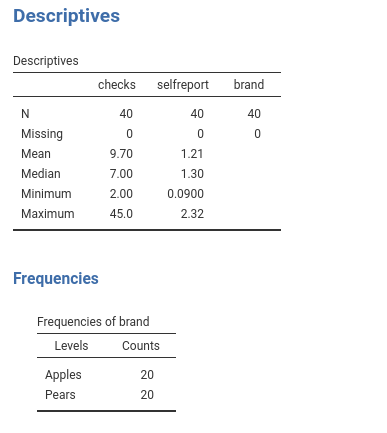 Descriptives
Descriptives
checks selfreport brand
N 40 40 40
Missing 0 0 0
Mean 9.70 1.21
Median 7.00 1.30
Minimum 2.00 0.0900
Maximum 45.0 2.32
Frequencies
Frequencies of brand
Levels Counts
Apples 20
Pears 20